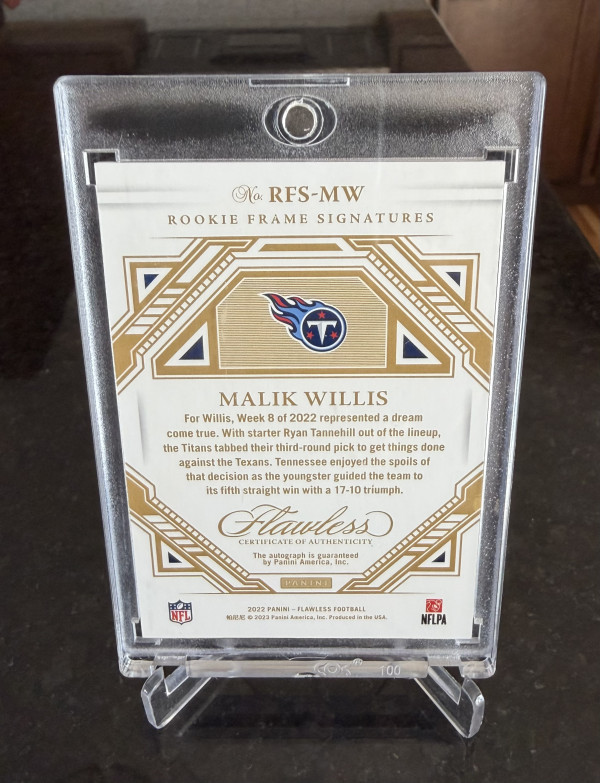 No. RFS-MW
ROOKIE FRAME SIGNATURES
T
MALIK WILLIS
For Willis, Week 8 of 2022 represented a dream
come true. With starter Ryan Tannehill out of the lineup,
the Titans tabbed their third-round pick to get things done
against the Texans. Tennessee enjoyed the spoils of
that decision as the youngster guided the team to
its fifth straight win with a 17-10 triumph.
Flawless
CERTIFICATE OF AUTHENTICITY
The autograph is guaranteed
by Panini America, Inc.
PANINI
NFL
2022 PANINI – FLAWLESS FOOTBALL
© 2023 Panini America, Inc. Produced in the USA.
NFLPA
100